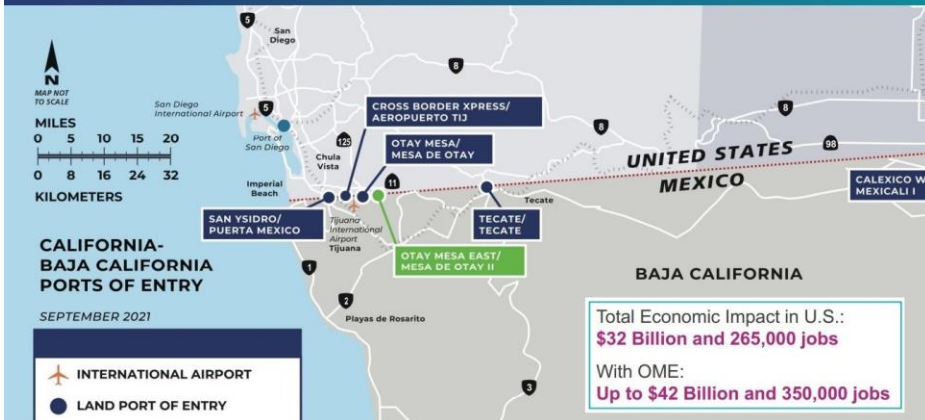 5
San
Diego
N
MAP NOT
TO SCALE
8
San Diego
International Airport
5
MILES
0 5 10 15 20
0 8 16 24 32
KILOMETERS
Port of
San Diego
CROSS BORDER XPRESS/
AEROPUERTO TIJ
125
OTAY MESA/
MESA DE OTAY
Chula
Vista
8
8
98
UNITED STATES
MEXICO
Imperial
Beach
11
CALEXICO W
MEXICALI I
SAN YSIDRO/
PUERTA MEXICO
Tijuana
International
Airport
Tijuana
TECATE/
TECATE
Tecate
OTAY MESA EAST/
MESA DE OTAY II
CALIFORNIA-
BAJA CALIFORNIA
PORTS OF ENTRY
SEPTEMBER 2021
1
2
Playas de Rosarito
3
BAJA CALIFORNIA
Total Economic Impact in U.S.:
$32 Billion and 265,000 jobs
With OME:
Up to $42 Billion and 350,000 jobs
INTERNATIONAL AIRPORT
LAND PORT OF ENTRY